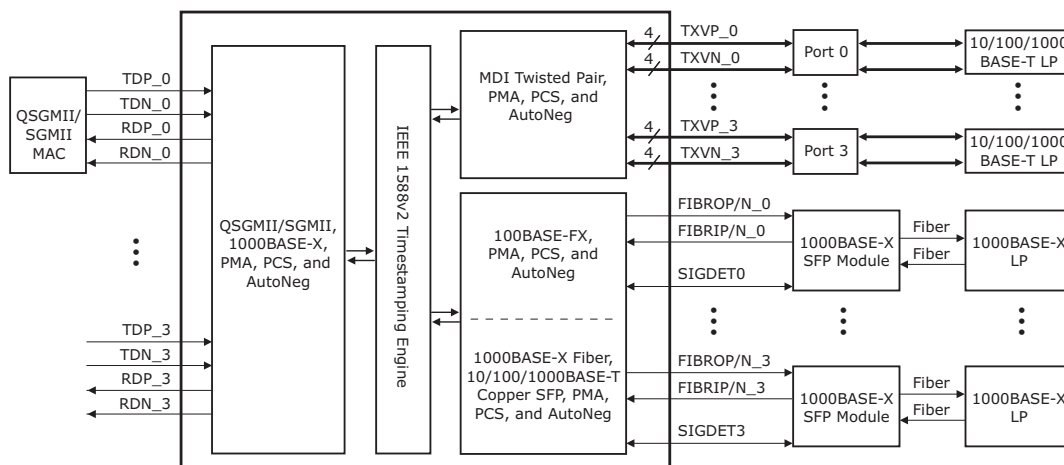 QSGMII/
SGMII
MAC
TDP_0
TDN_0
RDP_0
RDN_0
TDP_3
TDN_3
RDP_3
RDN_3
QSGMII/SGMII,
1000BASE-X,
PMA, PCS, and
AutoNeg
IEEE 1588v2 Timestamping Engine
MDI Twisted Pair,
PMA, PCS, and
AutoNeg
100BASE-FX,
PMA, PCS, and
AutoNeg
1000BASE-X Fiber,
10/100/1000BASE-T
Copper SFP, PMA,
PCS, and AutoNeg
4 TXVP_0
4 TXVN_0
4 TXVP_3
4 TXVN_3
Port 0
Port 3
10/100/1000
BASE-T LP
10/100/1000
BASE-T LP
FIBROP/N_0
FIBRIP/N_0
SIGDET0
1000BASE-X
SFP Module
Fiber
Fiber
1000BASE-X
LP
FIBROP/N_3
FIBRIP/N_3
SIGDET3
1000BASE-X
SFP Module
Fiber
Fiber
1000BASE-X
LP